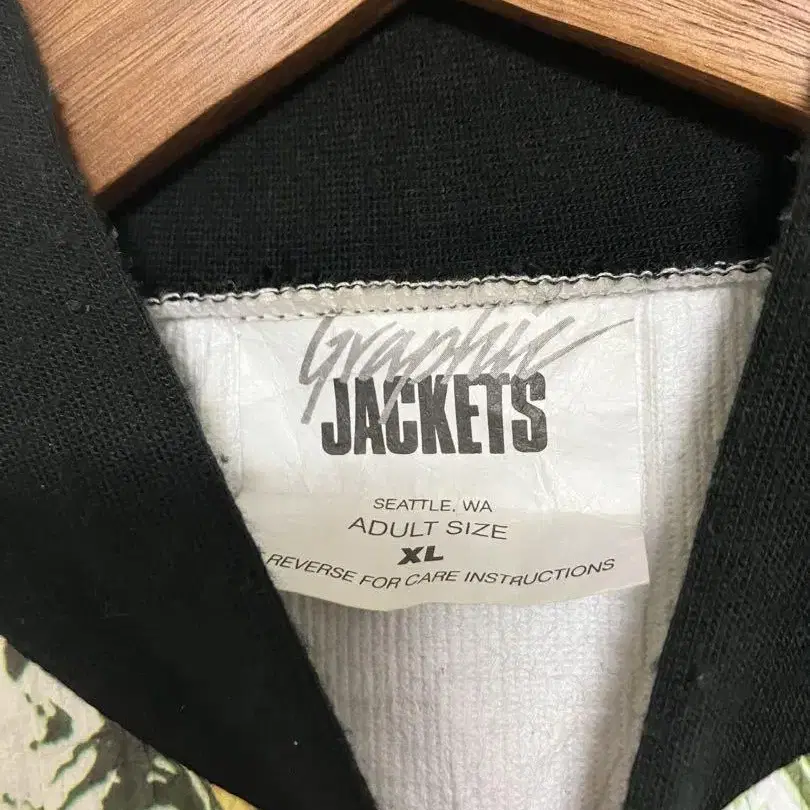 Graphic
JACKETS
SEATTLE, WA
ADULT SIZE
XL
REVERSE FOR CARE INSTRUCTIONS